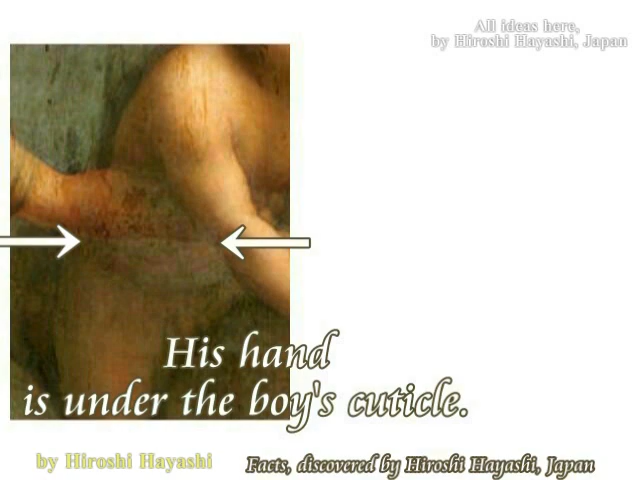 All ideas here,
by Hiroshi Hayashi, Japan
His hand
is under the boy's cuticle.
by Hiroshi Hayashi
Facts, discovered by Hiroshi Hayashi, Japan